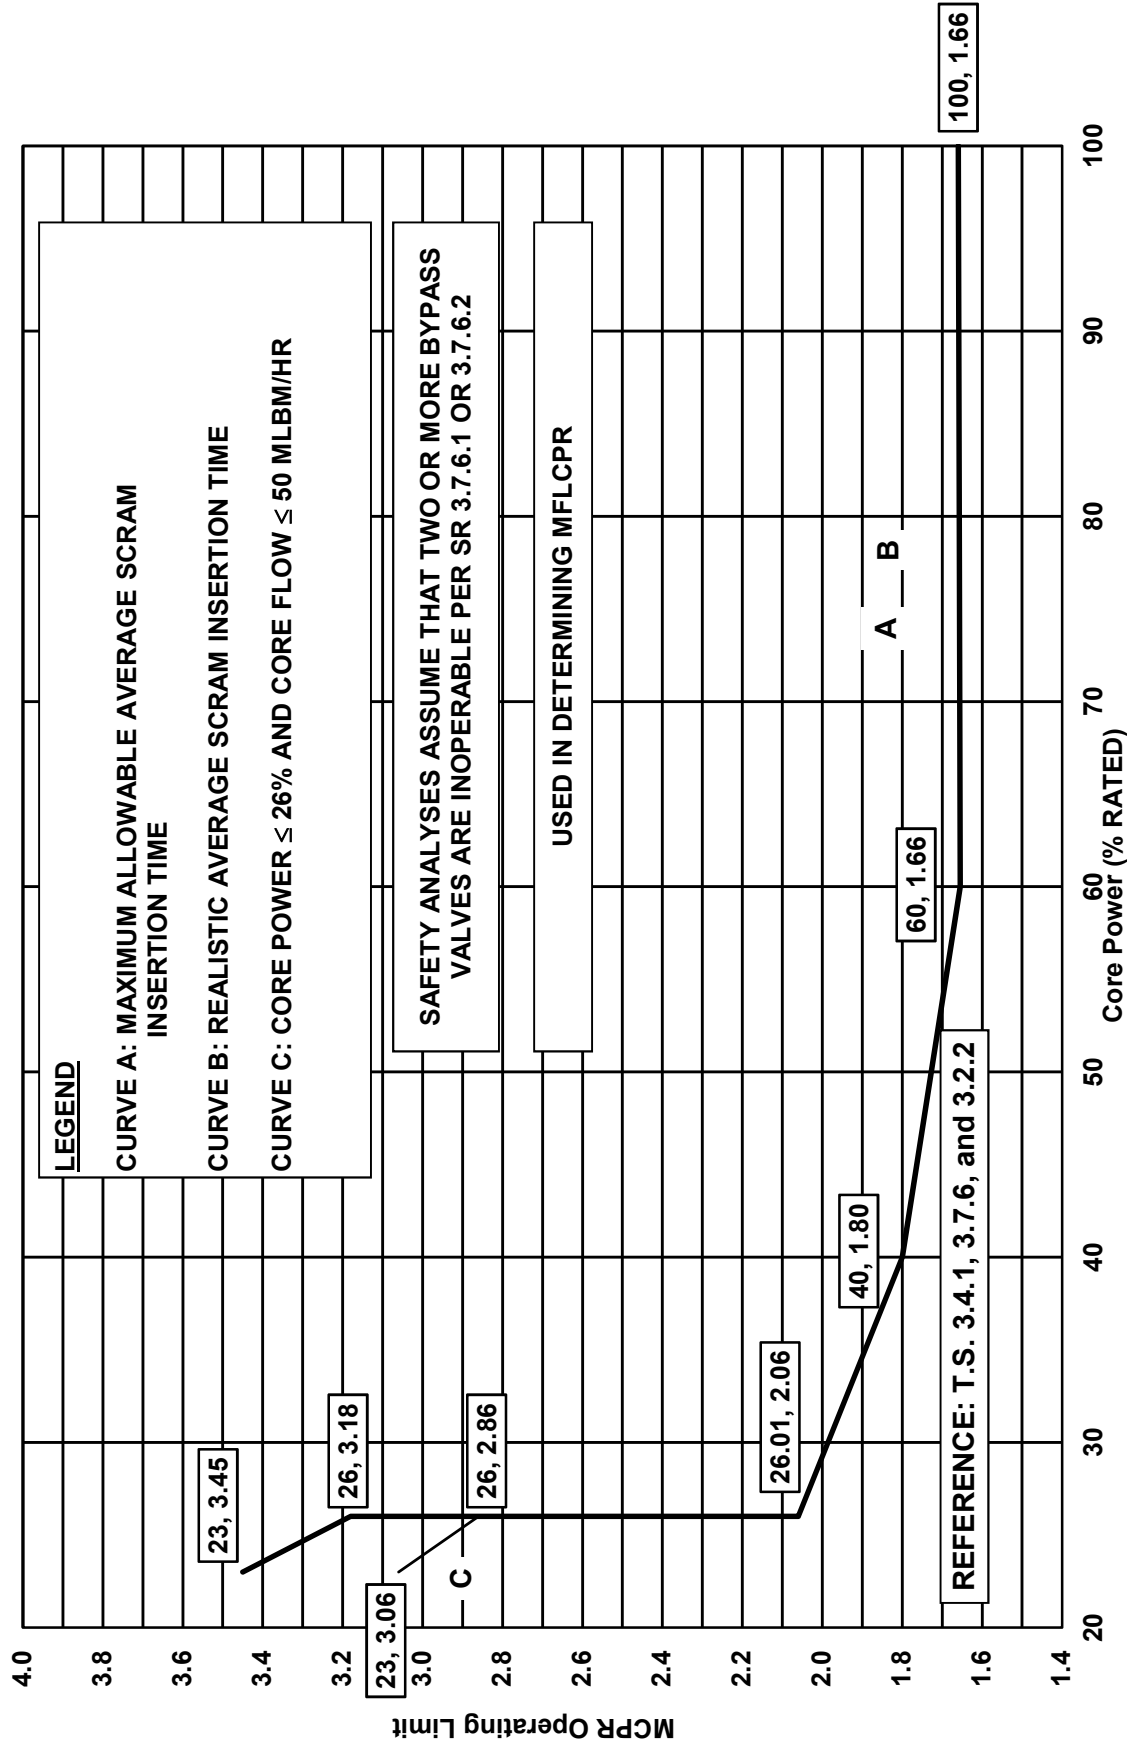 LEGEND
CURVE A: MAXIMUM ALLOWABLE AVERAGE SCRAM
INSERTION TIME
CURVE B: REALISTIC AVERAGE SCRAM INSERTION TIME
CURVE C: CORE POWER ≤ 26% AND CORE FLOW ≤ 50 MLBM/HR
SAFETY ANALYSES ASSUME THAT TWO OR MORE BYPASS
VALVES ARE INOPERABLE PER SR 3.7.6.1 OR 3.7.6.2
USED IN DETERMINING MFLCPR
23, 3.45
26, 3.18
23, 3.06
26, 2.86
C
26.01, 2.06
40, 1.80
60, 1.66
A
B
100, 1.66
REFERENCE: T.S. 3.4.1, 3.7.6, and 3.2.2
MCPR Operating Limit
4.0
3.8
3.6
3.4
3.2
3.0
2.8
2.6
2.4
2.2
2.0
1.8
1.6
1.4
20
30
40
50
60
70
80
90
100
Core Power (% RATED)